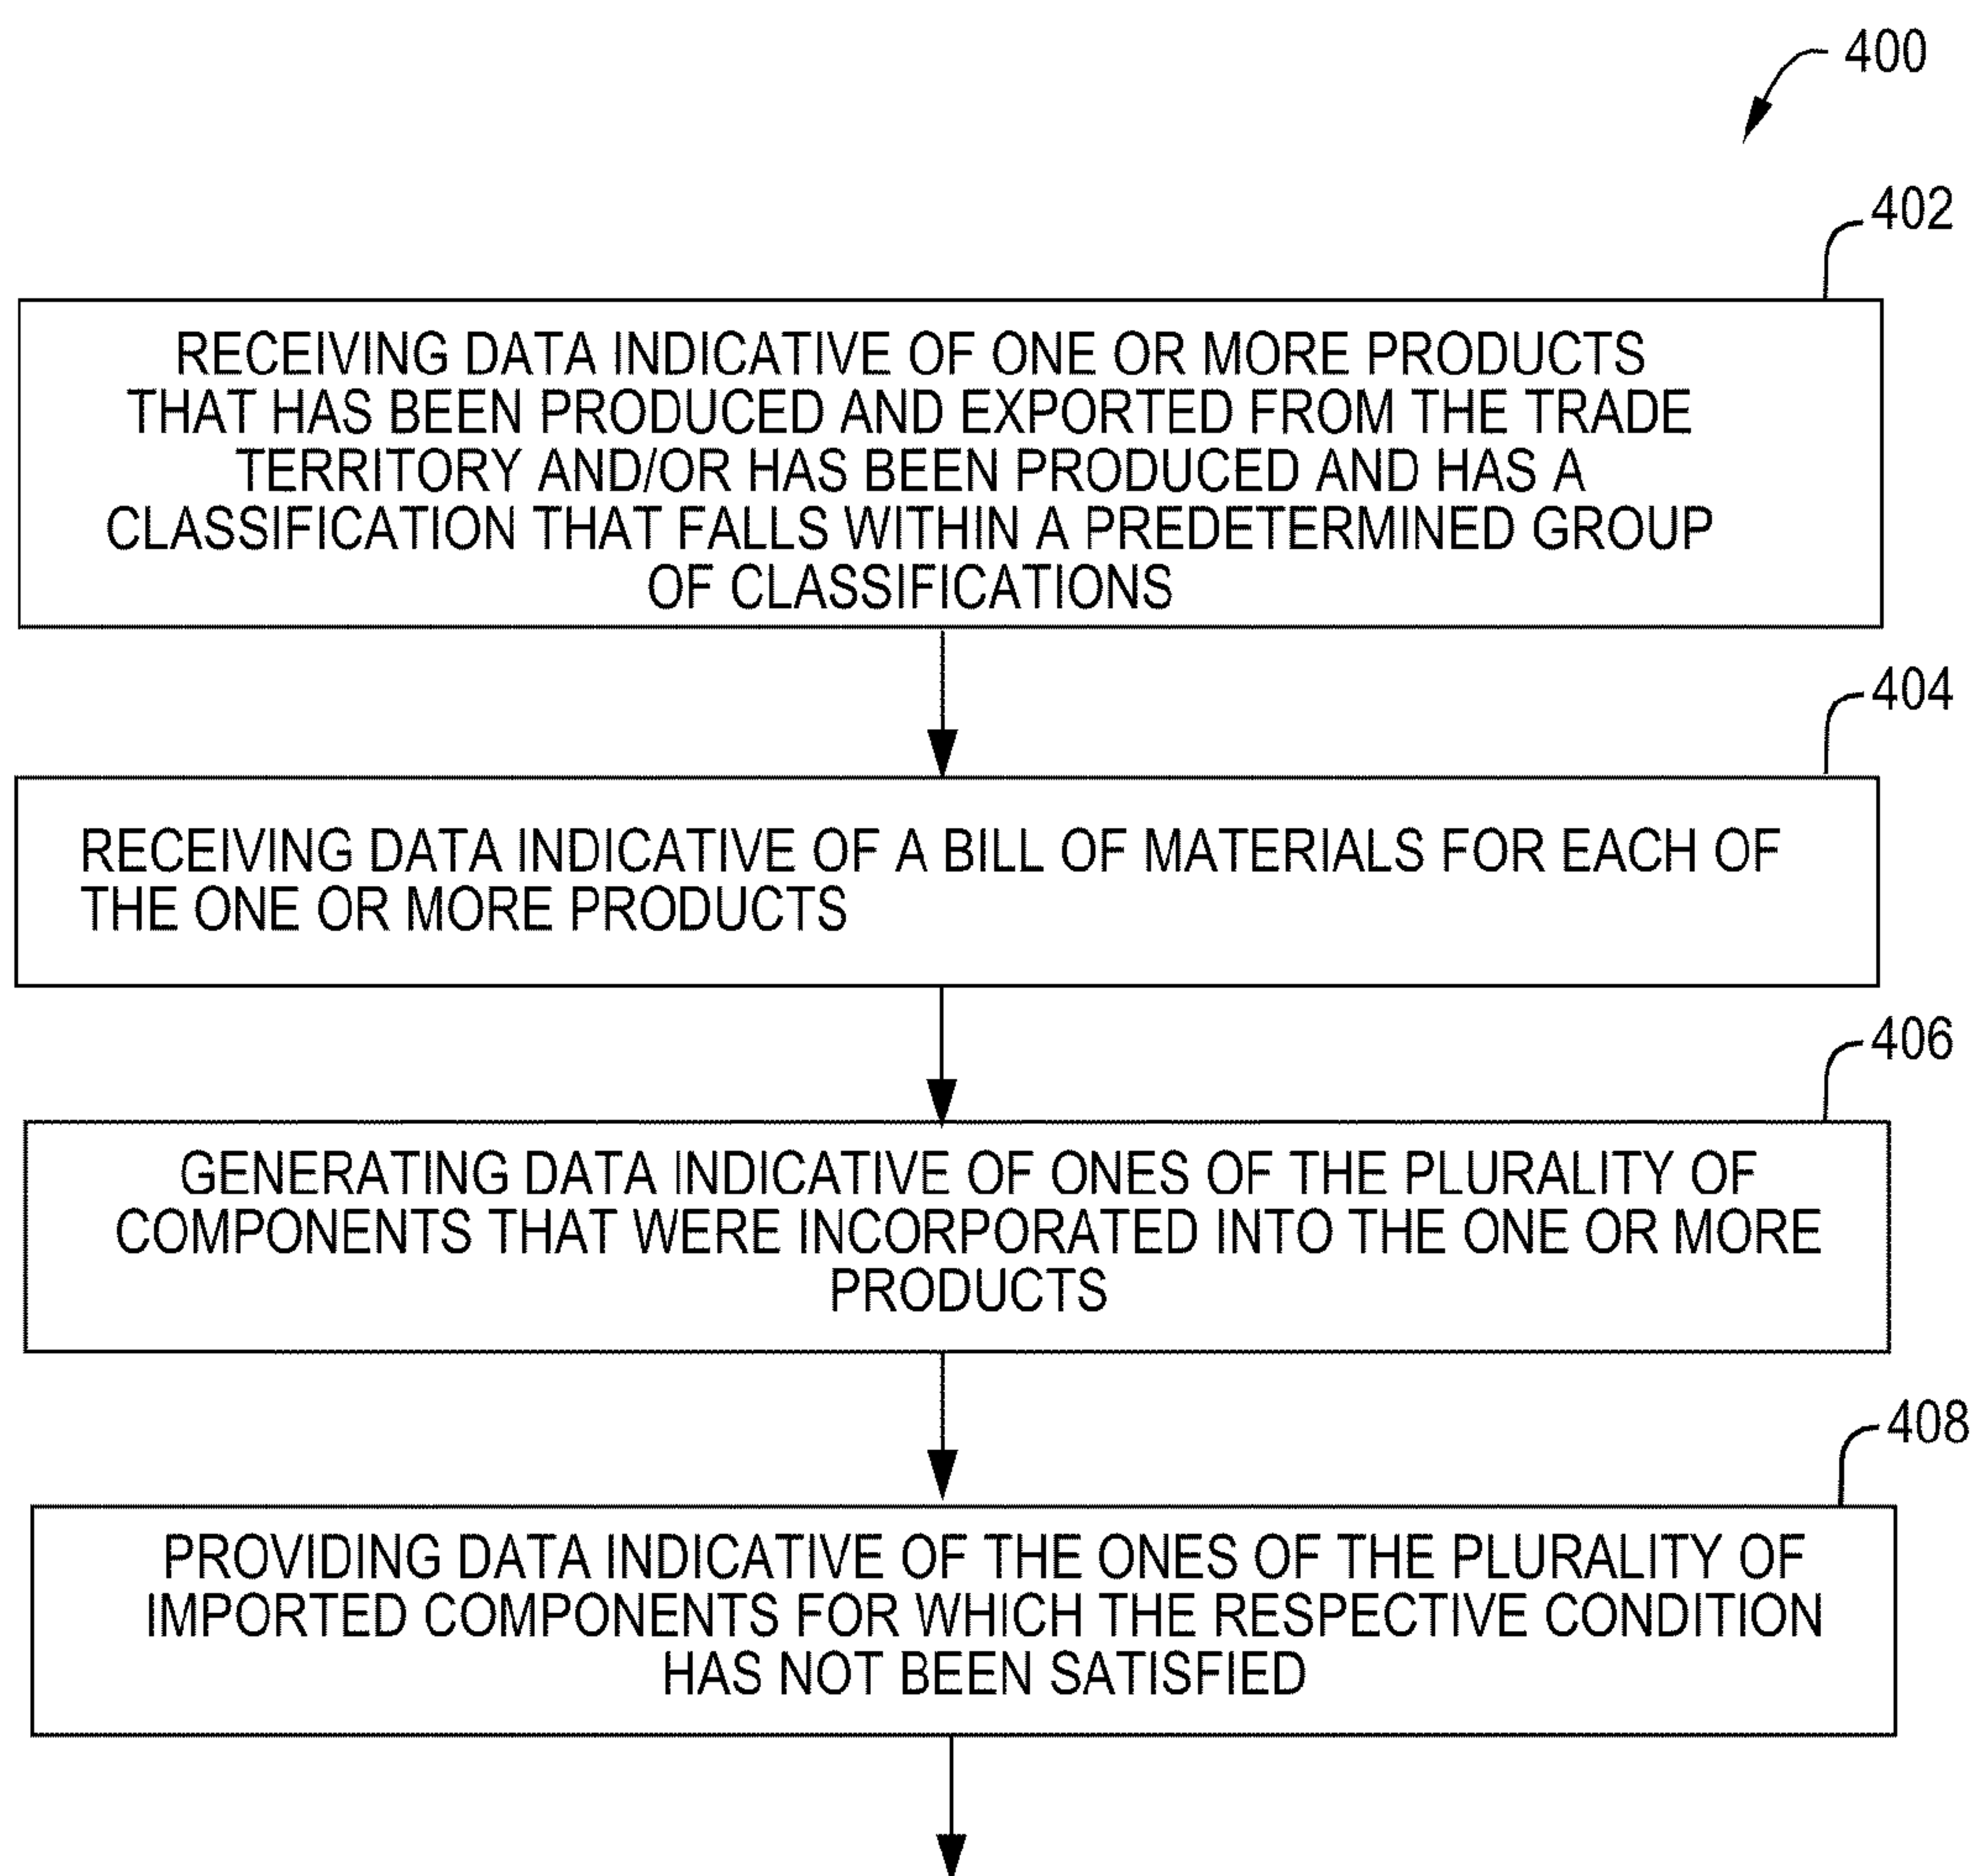 400
402
RECEIVING DATA INDICATIVE OF ONE OR MORE PRODUCTS
THAT HAS BEEN PRODUCED AND EXPORTED FROM THE TRADE
TERRITORY AND/OR HAS BEEN PRODUCED AND HAS A
CLASSIFICATION THAT FALLS WITHIN A PREDETERMINED GROUP
OF CLASSIFICATIONS
404
RECEIVING DATA INDICATIVE OF A BILL OF MATERIALS FOR EACH OF
THE ONE OR MORE PRODUCTS
406
GENERATING DATA INDICATIVE OF ONES OF THE PLURALITY OF
COMPONENTS THAT WERE INCORPORATED INTO THE ONE OR MORE
PRODUCTS
408
PROVIDING DATA INDICATIVE OF THE ONES OF THE PLURALITY OF
IMPORTED COMPONENTS FOR WHICH THE RESPECTIVE CONDITION
HAS NOT BEEN SATISFIED